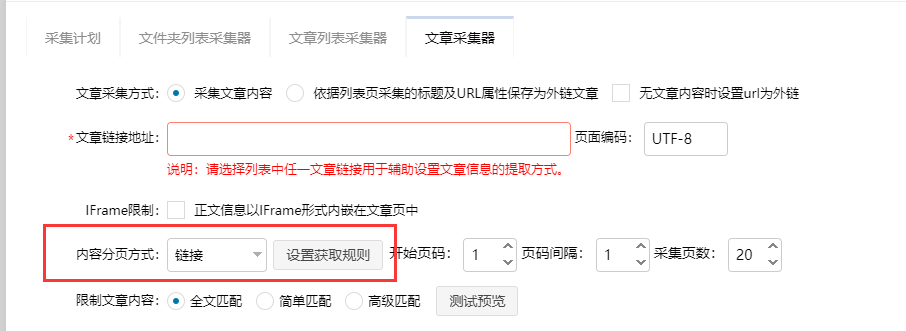 采集计划 文件夹列表采集器 文章列表采集器 文章采集器
文章采集方式： 采集文章内容 依据列表页采集的标题及URL属性保存为外链文章 无文章内容时设置url为外链
*文章链接地址： 页面编码： UTF-8
说明：请选择列表中任一文章链接用于辅助设置文章信息的提取方式。
IFrame限制： 正文信息以IFrame形式内嵌在文章页中
内容分页方式： 链接 设置获取规则 开始页码： 1 页码间隔： 1 采集页数： 20
限制文章内容： 全文匹配 简单匹配 高级匹配 测试预览